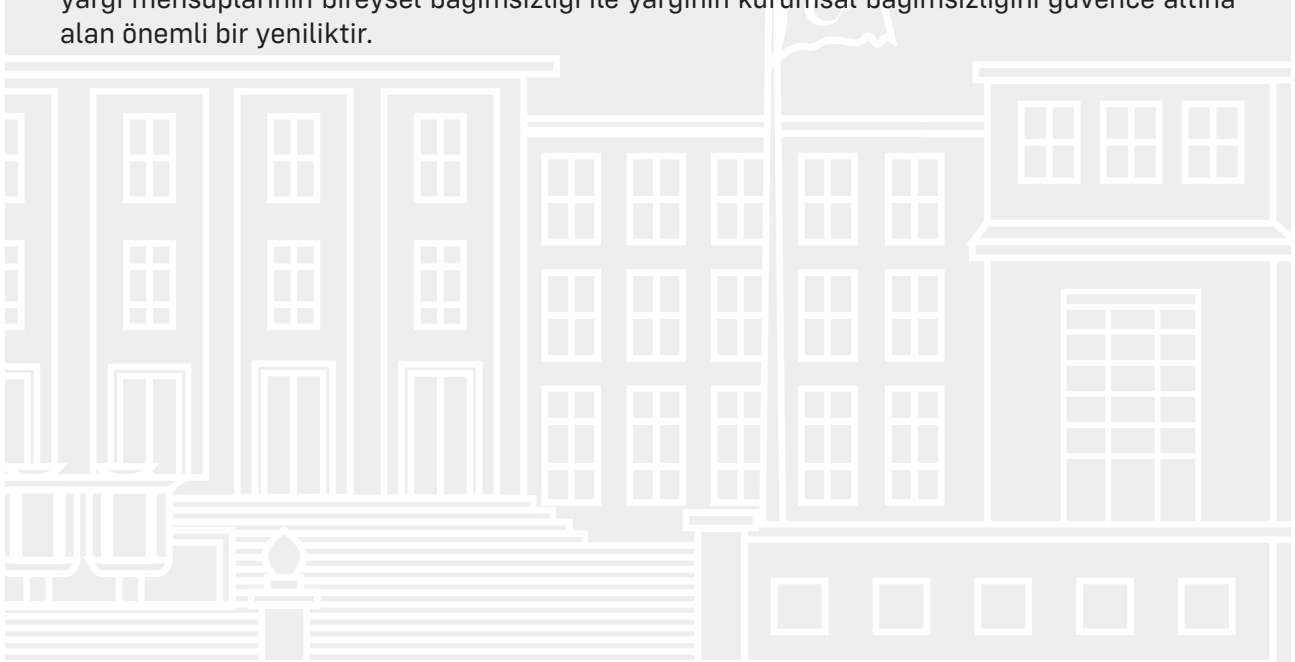 yargı mensuplarının bireysel bağımsızlığı ile yargının kurumsal bağımsızlığını güvence altına
alan önemli bir yeniliktir.